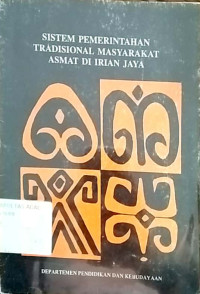 SISTEM PEMERINTAHAN
TRADISIONAL MASYARAKAT
ASMAT DI IRIAN JAYA
DEPARTEMEN PENDIDIKAN DAN KEBUDAYAAN